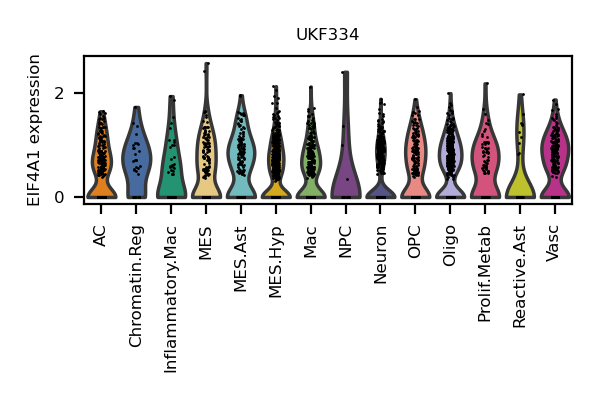 UKF334
EIF4A1 expression
2
0
AC
Chromatin.Reg
Inflammatory.Mac
MES
MES.Ast
MES.Hyp
Mac
NPC
Neuron
OPC
Oligo
Prolif.Metab
Reactive.Ast
Vasc